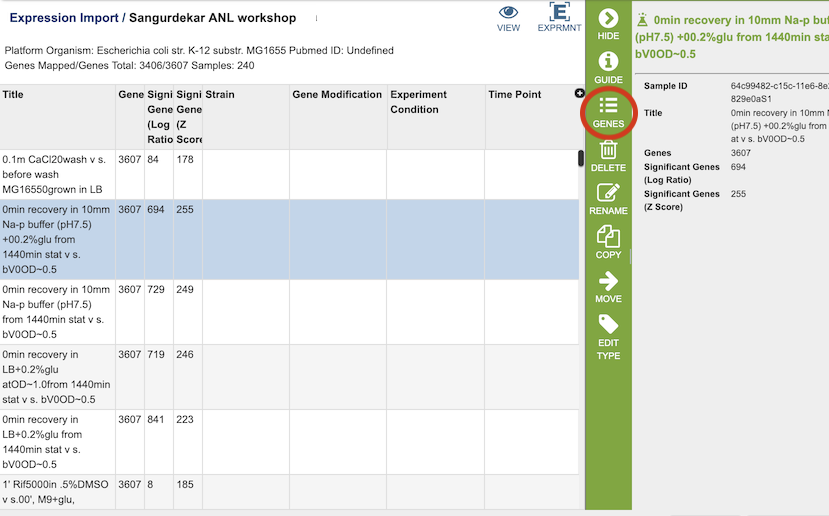 Expression Import / Sangurdekar ANL workshop
VIEW
EXPRMNT
Platform Organism: Escherichia coli str. K-12 substr. MG1655 Pubmed ID: Undefined
Genes Mapped/Genes Total: 3406/3607 Samples: 240
Title
Gene
Signi
Gene
(Log
Ratio
Signi
Gene
(Z
Score
Strain
Gene Modification
Experiment
Condition
Time Point
0.1m CaCl20wash v s.
before wash
MG16550grown in LB
3607 84 178
0min recovery in 10mm
Na-p buffer (pH7.5)
+00.2%glu from
1440min stat v s.
bV0OD~0.5
3607 694 255
0min recovery in 10mm
Na-p buffer (pH7.5)
from 1440min stat v s.
bV0OD~0.5
3607 729 249
0min recovery in
LB+0.2%glu
atOD~1.0from 1440min
stat v s. bV0OD~0.5
3607 719 246
0min recovery in
LB+0.2%glu from
1440min stat v s.
bV0OD~0.5
3607 841 223
1' Rif5000in .5%DMSO
v s.00', M9+glu,
3607 8 185
HIDE
GUIDE
GENES
DELETE
RENAME
COPY
MOVE
EDIT
TYPE
0min recovery in 10mm Na-p buf
(pH7.5) +00.2%glu from 1440min sta
bV0OD~0.5
Sample ID
64c99482-c15c-11e6-8e
829e0aS1
Title
0min recovery in 10mm N
(pH7.5) +00.2%glu from
at v s. bV0OD~0.5
Genes
3607
Significant Genes
(Log Ratio)
694
Significant Genes
(Z Score)
255